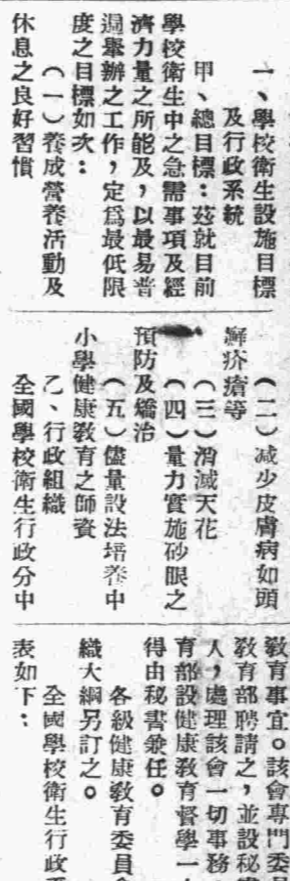 一、學校衛生設施目標
及行政系統
甲、總目標：茲就目前
學校衛生中之急需事項及經
濟力量之所能及，以最易普
遍舉辦之工作，定爲最低限
度之目標如次：
（一）養成營養活動及
休息之良好習慣
（二）減少皮膚病如頭
癬疥瘡等
（三）消滅天花
（四）量力實施砂眼之
預防及矯治
（五）儘量設法培養中
小學健康教育之師資
乙、行政組織
全國學校衛生行政分中
教育事宜。該會專門委員
教育部聘請之，並設秘書
人，處理該會一切事務
育部設健康教育督學一
得由秘書兼任。
各級健康教育委員會
織大綱另訂之。
全國學校衛生行政系
表如下：